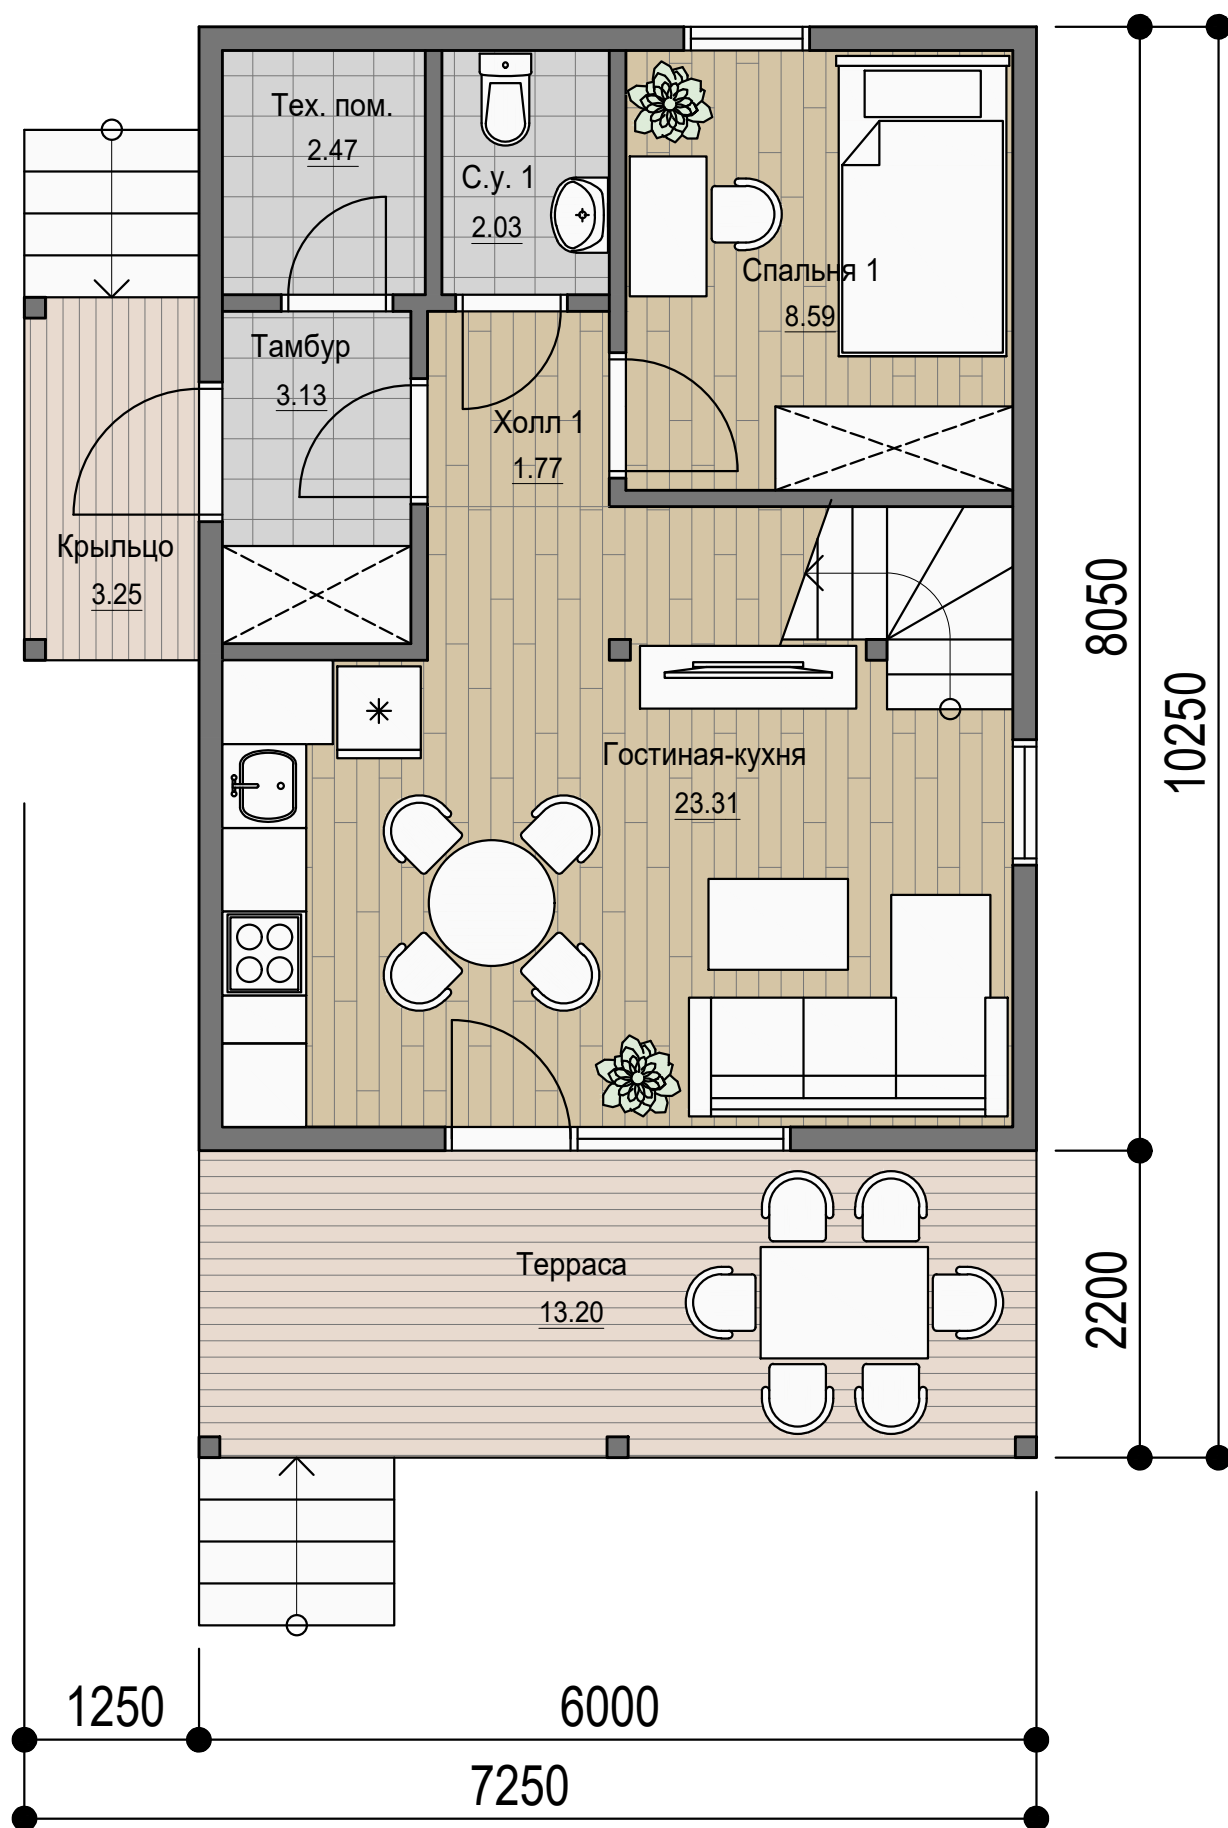 Тех. пом.
2.47
С.у. 1
2.03
Спальня 1
8.59
Тамбур
3.13
Холл 1
1.77
Крыльцо
3.25
Гостиная-кухня
23.31
Терраса
13.20
8050
10250
2200
1250
6000
7250